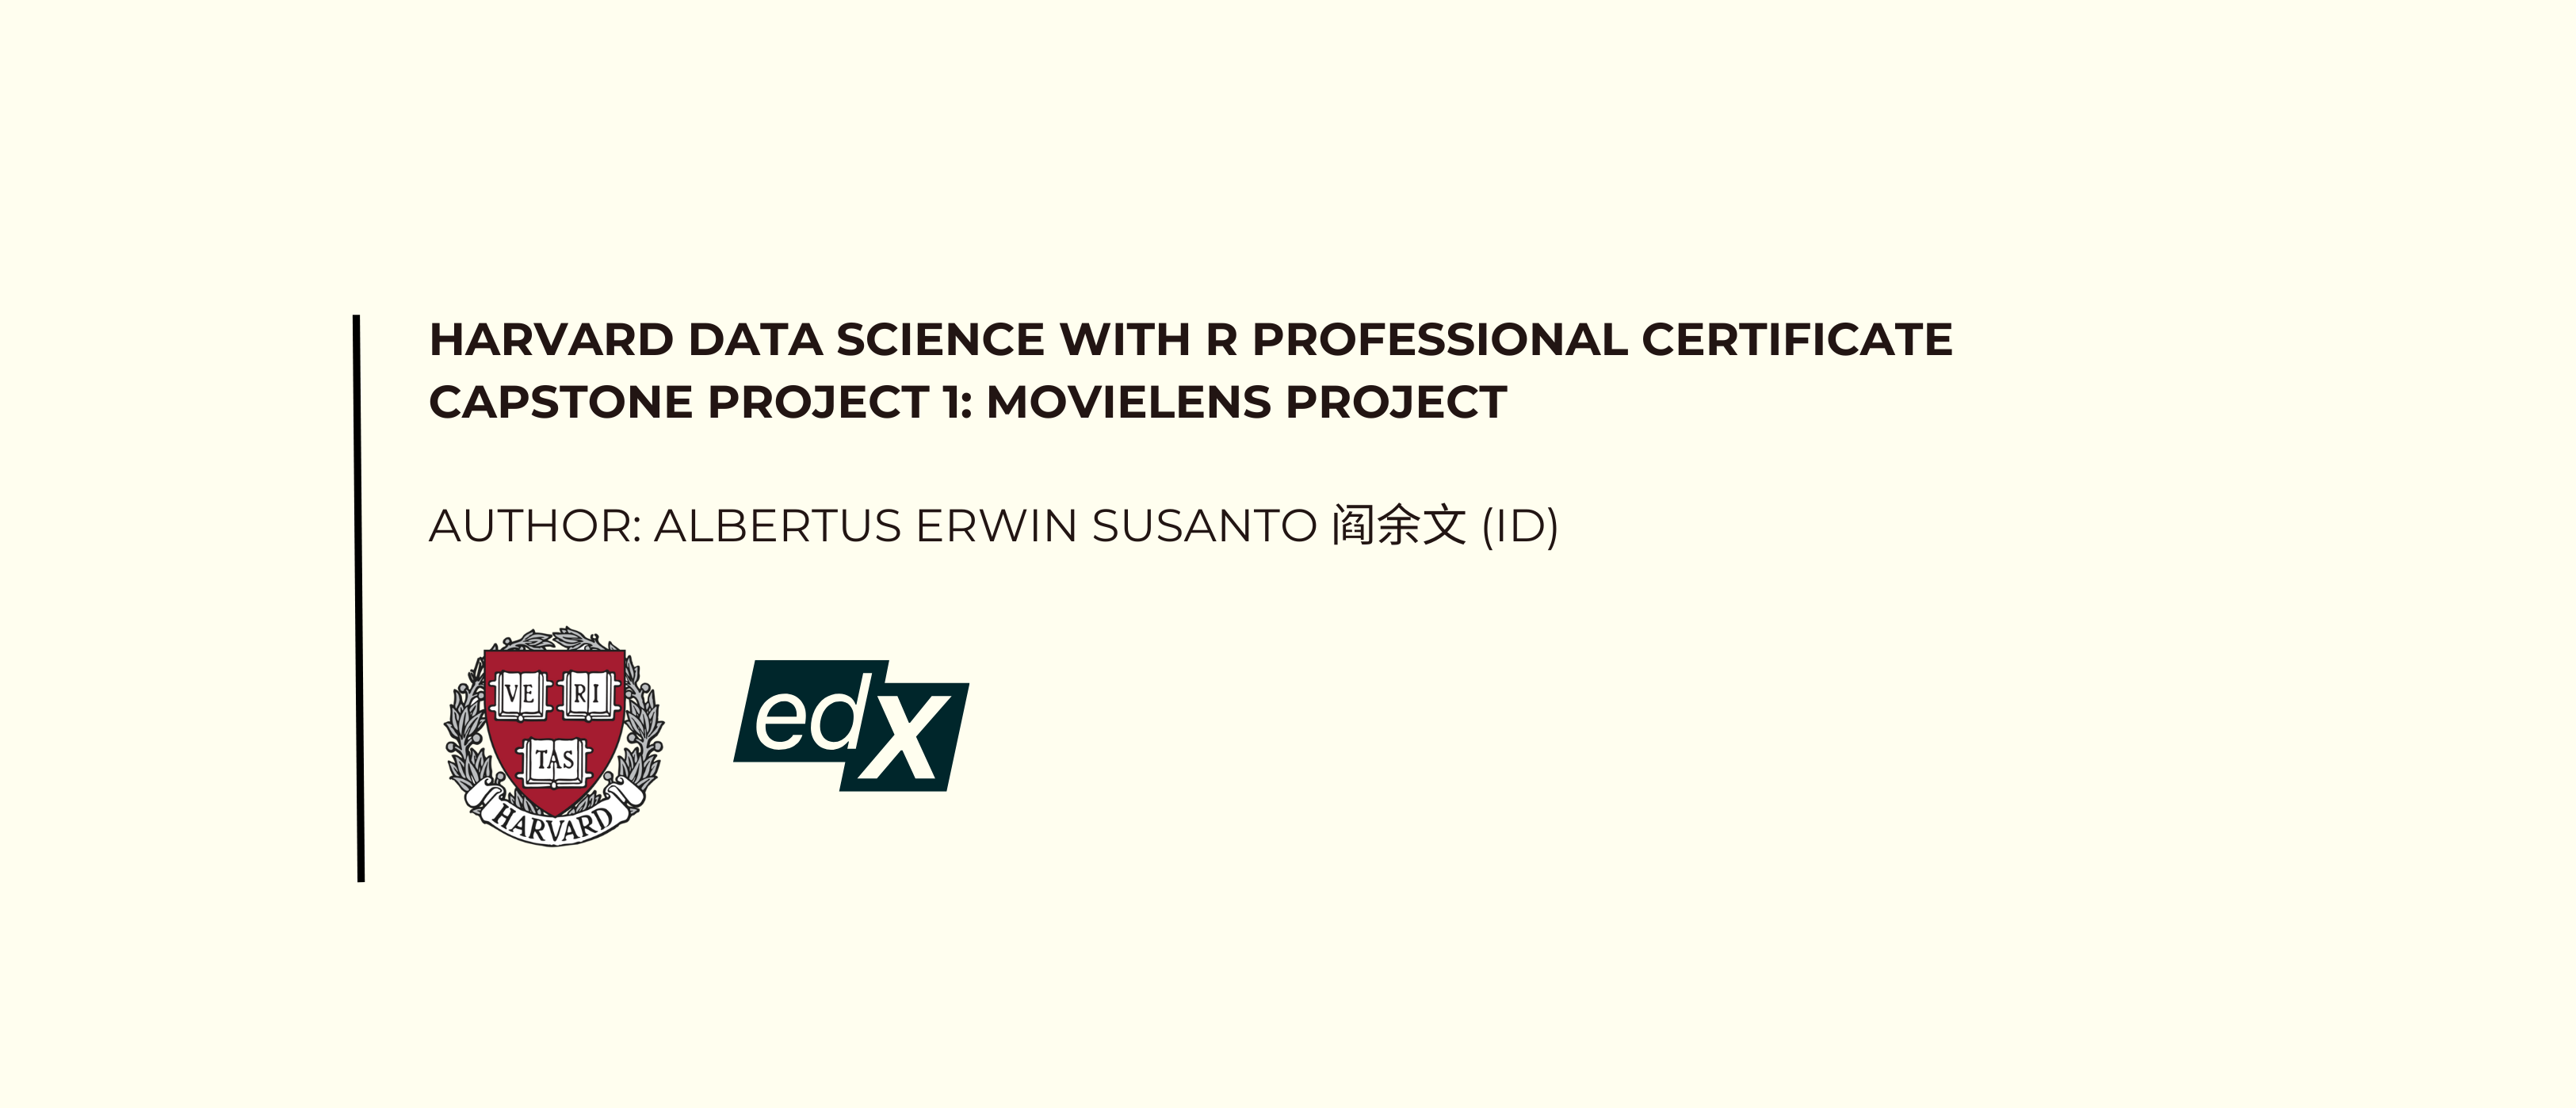 HARVARD DATA SCIENCE WITH R PROFESSIONAL CERTIFICATE
CAPSTONE PROJECT 1: MOVIELENS PROJECT
AUTHOR: ALBERTUS ERWIN SUSANTO 阎余文 (ID)
VE RI
TAS
HARVARD
edX